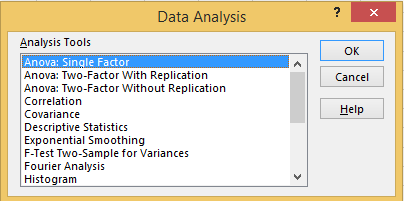 Data Analysis
? ×
Analysis Tools
Anova: Single Factor
Anova: Two-Factor With Replication
Anova: Two-Factor Without Replication
Correlation
Covariance
Descriptive Statistics
Exponential Smoothing
F-Test Two-Sample for Variances
Fourier Analysis
Histogram
OK
Cancel
Help